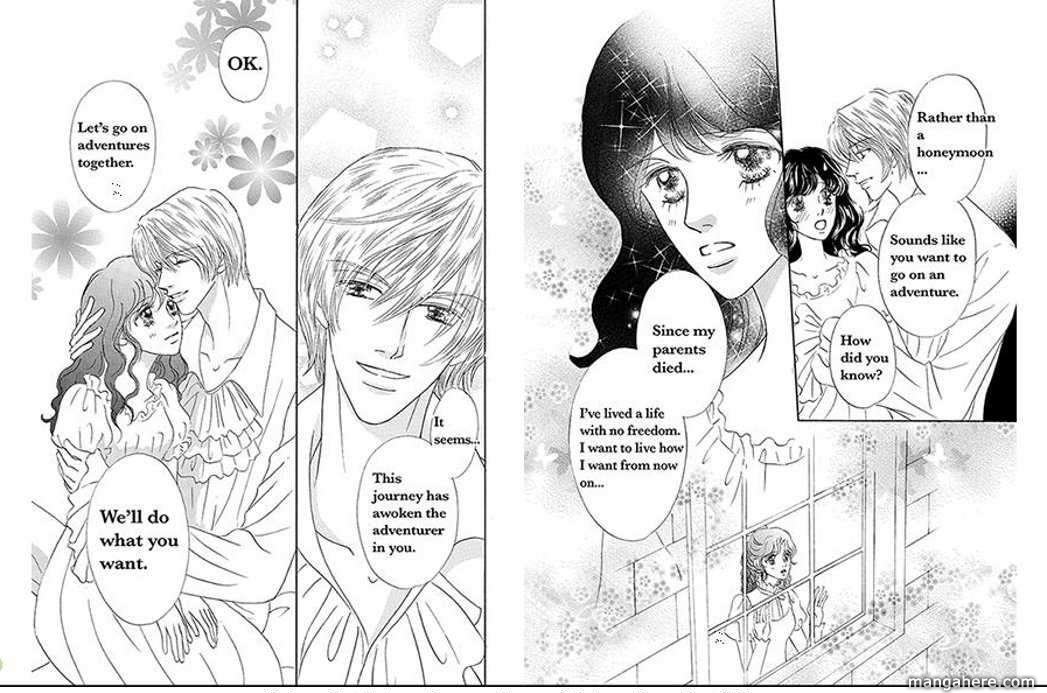 Rather than
a
honeymoon
...
Sounds like
you want to
go on an
adventure.
How
did you
know?
Since my
parents
died...
I've lived a life
with no freedom.
I want to live how
I want from now
on...
It
seems...
This
journey has
awoken the
adventurer
in you.
OK.
Let's go on
adventures
together.
We'll do
what you
want.
mangahere.com